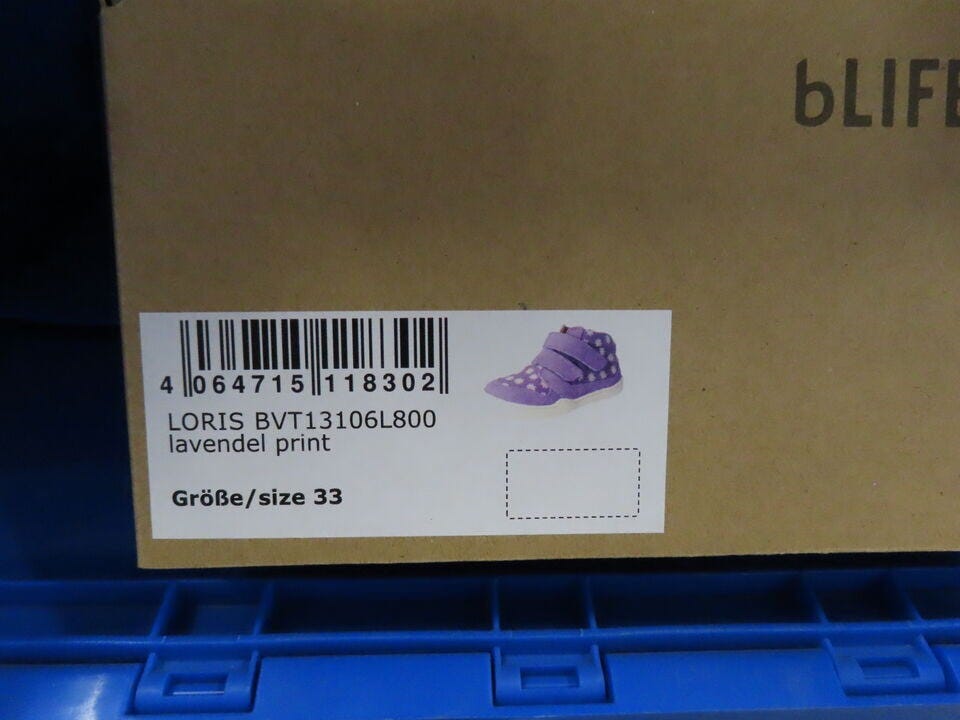 bLIFE
4 064715 118302
LORIS BVT13106L800
lavendel print
Größe/size 33